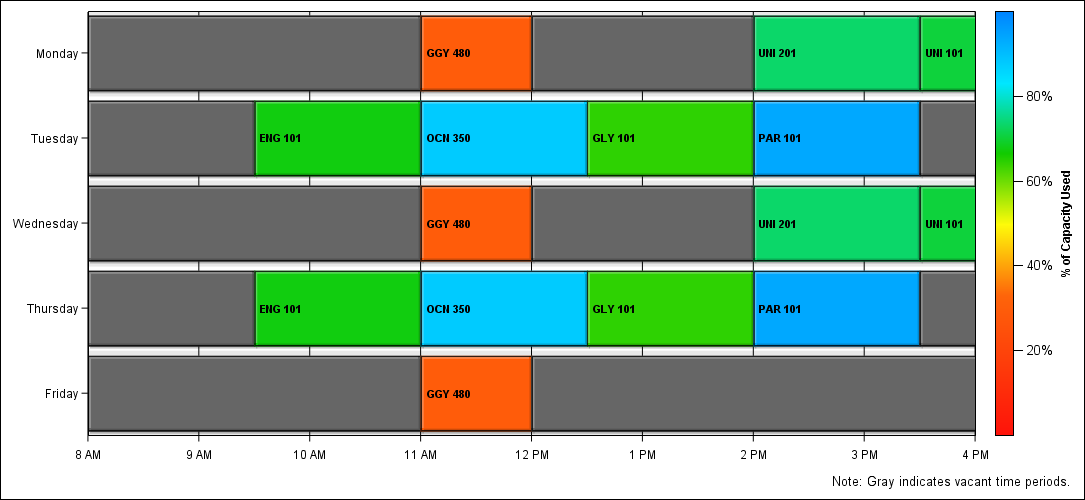 Monday
GGY 480
UNI 201
UNI 101
Tuesday
ENG 101
OCN 350
GLY 101
PAR 101
Wednesday
GGY 480
UNI 201
UNI 101
Thursday
ENG 101
OCN 350
GLY 101
PAR 101
Friday
GGY 480
8 AM
9 AM
10 AM
11 AM
12 PM
1 PM
2 PM
3 PM
4 PM
80%
60%
40%
20%
% of Capacity Used
Note: Gray indicates vacant time periods.